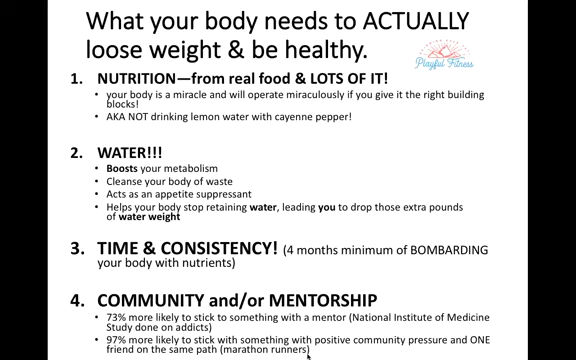 What your body needs to ACTUALLY
loose weight & be healthy.
Playful Fitness
1. NUTRITION—from real food & LOTS OF IT!
• your body is a miracle and will operate miraculously if you give it the right building
blocks!
• AKA NOT drinking lemon water with cayenne pepper!
2. WATER!!!
• Boosts your metabolism
• Cleanse your body of waste
• Acts as an appetite suppressant
• Helps your body stop retaining water, leading you to drop those extra pounds
of water weight
3. TIME & CONSISTENCY! (4 months minimum of BOMBARDING
your body with nutrients)
4. COMMUNITY and/or MENTORSHIP
• 73% more likely to stick to something with a mentor (National Institute of Medicine
Study done on addicts)
• 97% more likely to stick with something with positive community pressure and ONE
friend on the same path (marathon runners)